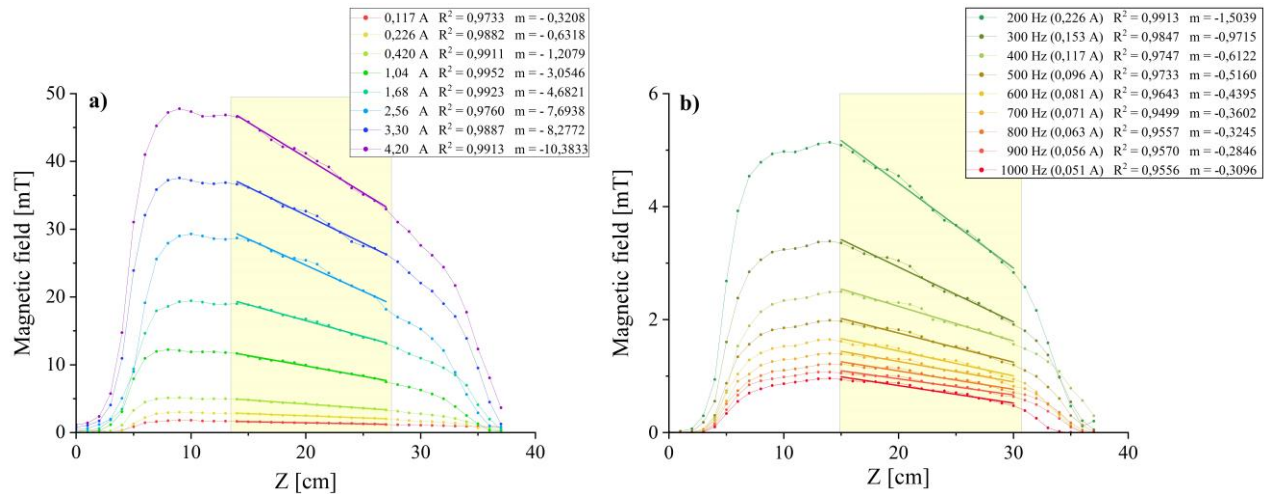 0,117 A R² = 0,9733 m = - 0,3208
0,226 A R² = 0,9882 m = - 0,6318
0,420 A R² = 0,9911 m = - 1,2079
1,04 A R² = 0,9952 m = - 3,0546
1,68 A R² = 0,9923 m = - 4,6821
2,56 A R² = 0,9760 m = - 7,6938
3,30 A R² = 0,9887 m = - 8,2772
4,20 A R² = 0,9913 m = -10,3833
a)
50
40
30
20
10
0
Magnetic field [mT]
0 10 20 30 40
Z [cm]
200 Hz (0,226 A) R² = 0,9913 m = -1,5039
300 Hz (0,153 A) R² = 0,9847 m = -0,9715
400 Hz (0,117 A) R² = 0,9747 m = -0,6122
500 Hz (0,096 A) R² = 0,9733 m = -0,5160
600 Hz (0,081 A) R² = 0,9643 m = -0,4395
700 Hz (0,071 A) R² = 0,9499 m = -0,3602
800 Hz (0,063 A) R² = 0,9557 m = -0,3245
900 Hz (0,056 A) R² = 0,9570 m = -0,2846
1000 Hz (0,051 A) R² = 0,9556 m = -0,3096
b)
6
4
2
0
Magnetic field [mT]
0 10 20 30 40
Z [cm]